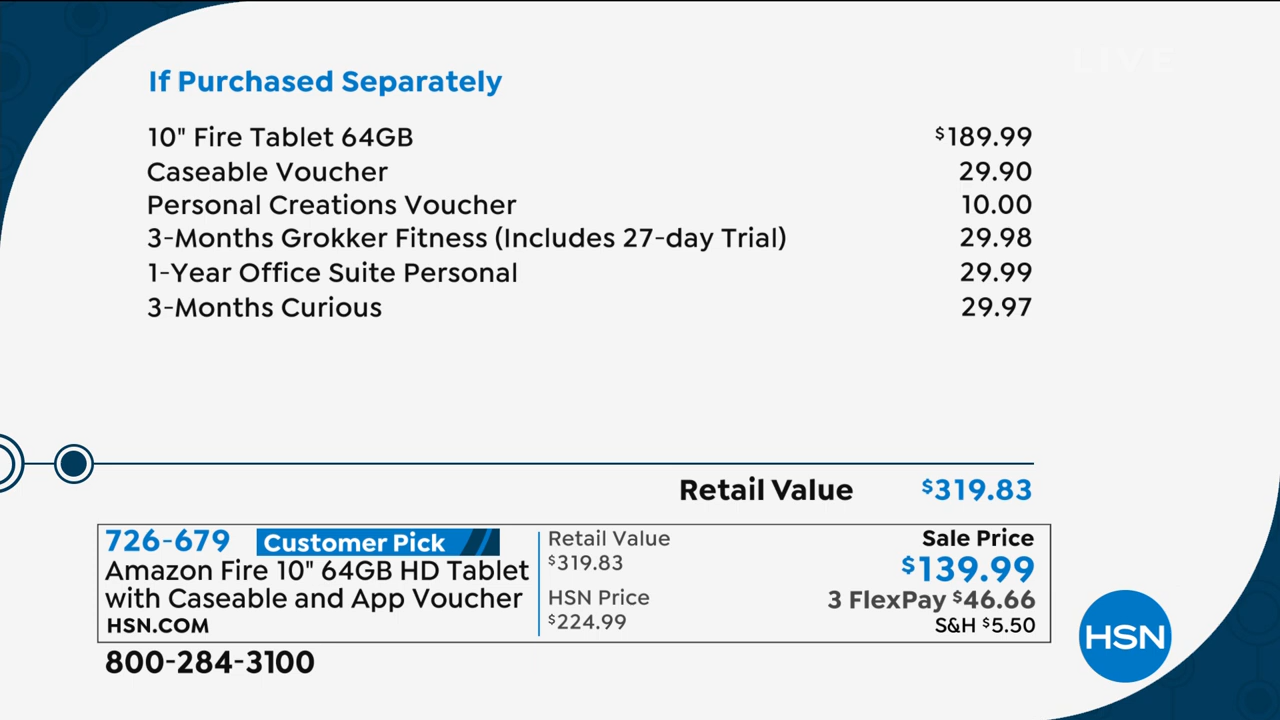 LIVE
If Purchased Separately
10" Fire Tablet 64GB $189.99
Caseable Voucher 29.90
Personal Creations Voucher 10.00
3-Months Grokker Fitness (Includes 27-day Trial) 29.98
1-Year Office Suite Personal 29.99
3-Months Curious 29.97
Retail Value $319.83
726-679 Customer Pick
Amazon Fire 10" 64GB HD Tablet
with Caseable and App Voucher
HSN.COM
Retail Value
$319.83
HSN Price
$224.99
Sale Price
$139.99
3 FlexPay $46.66
S&H $5.50
800-284-3100
HSN